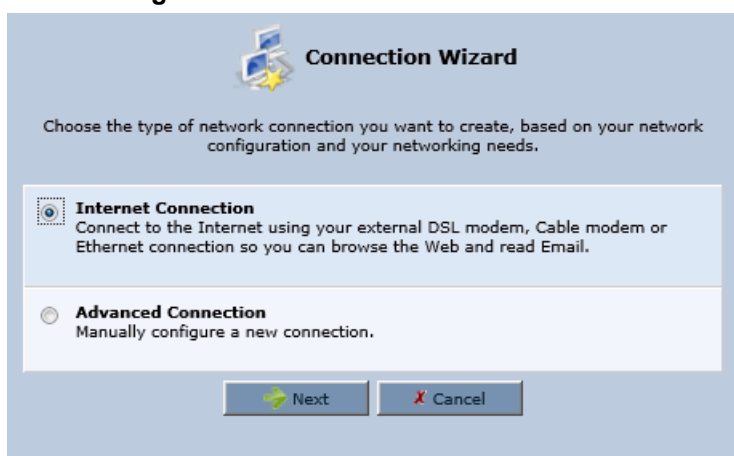 Connection Wizard
Choose the type of network connection you want to create, based on your network
configuration and your networking needs.
Internet Connection
Connect to the Internet using your external DSL modem, Cable modem or
Ethernet connection so you can browse the Web and read Email.
Advanced Connection
Manually configure a new connection.
Next
Cancel